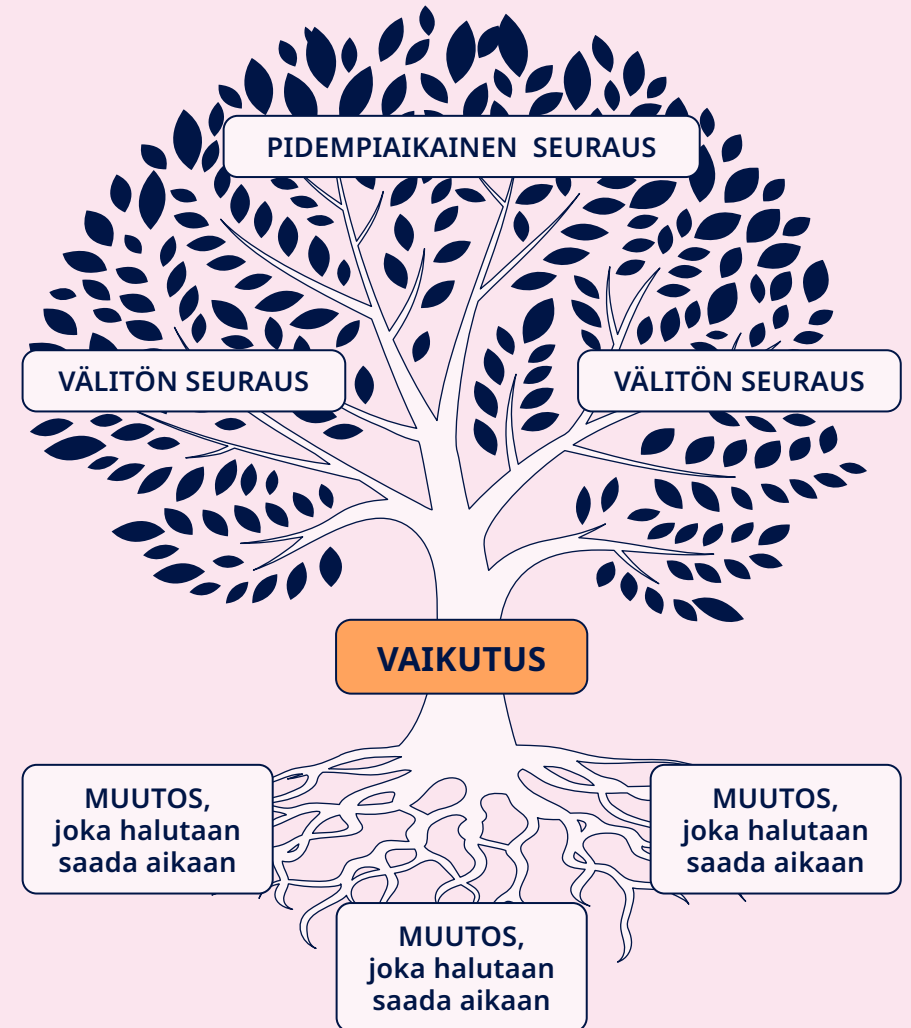 PIDEMPIAIKAINEN SEURAUS
VÄLITÖN SEURAUS
VÄLITÖN SEURAUS
VAIKUTUS
MUUTOS,
joka halutaan
saada aikaan
MUUTOS,
joka halutaan
saada aikaan
MUUTOS,
joka halutaan
saada aikaan